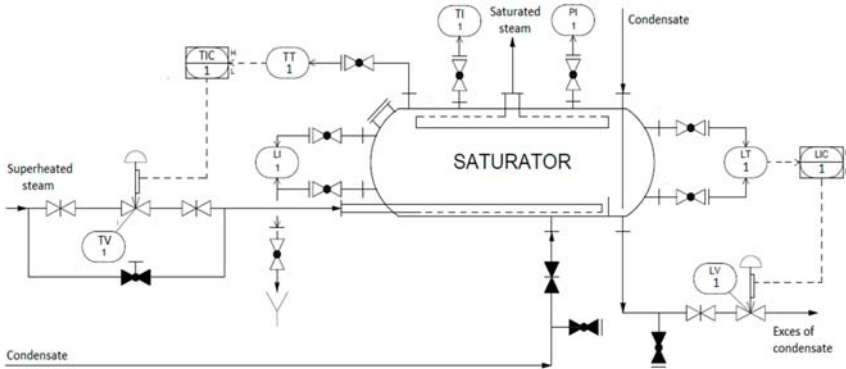 TI
1
Saturated
steam
PI
1
Condensate
TIC
1
H
L
TT
1
LI
1
SATURATOR
LT
1
LIC
1
Superheated
steam
TV
1
LV
1
Exces of
condensate
Condensate